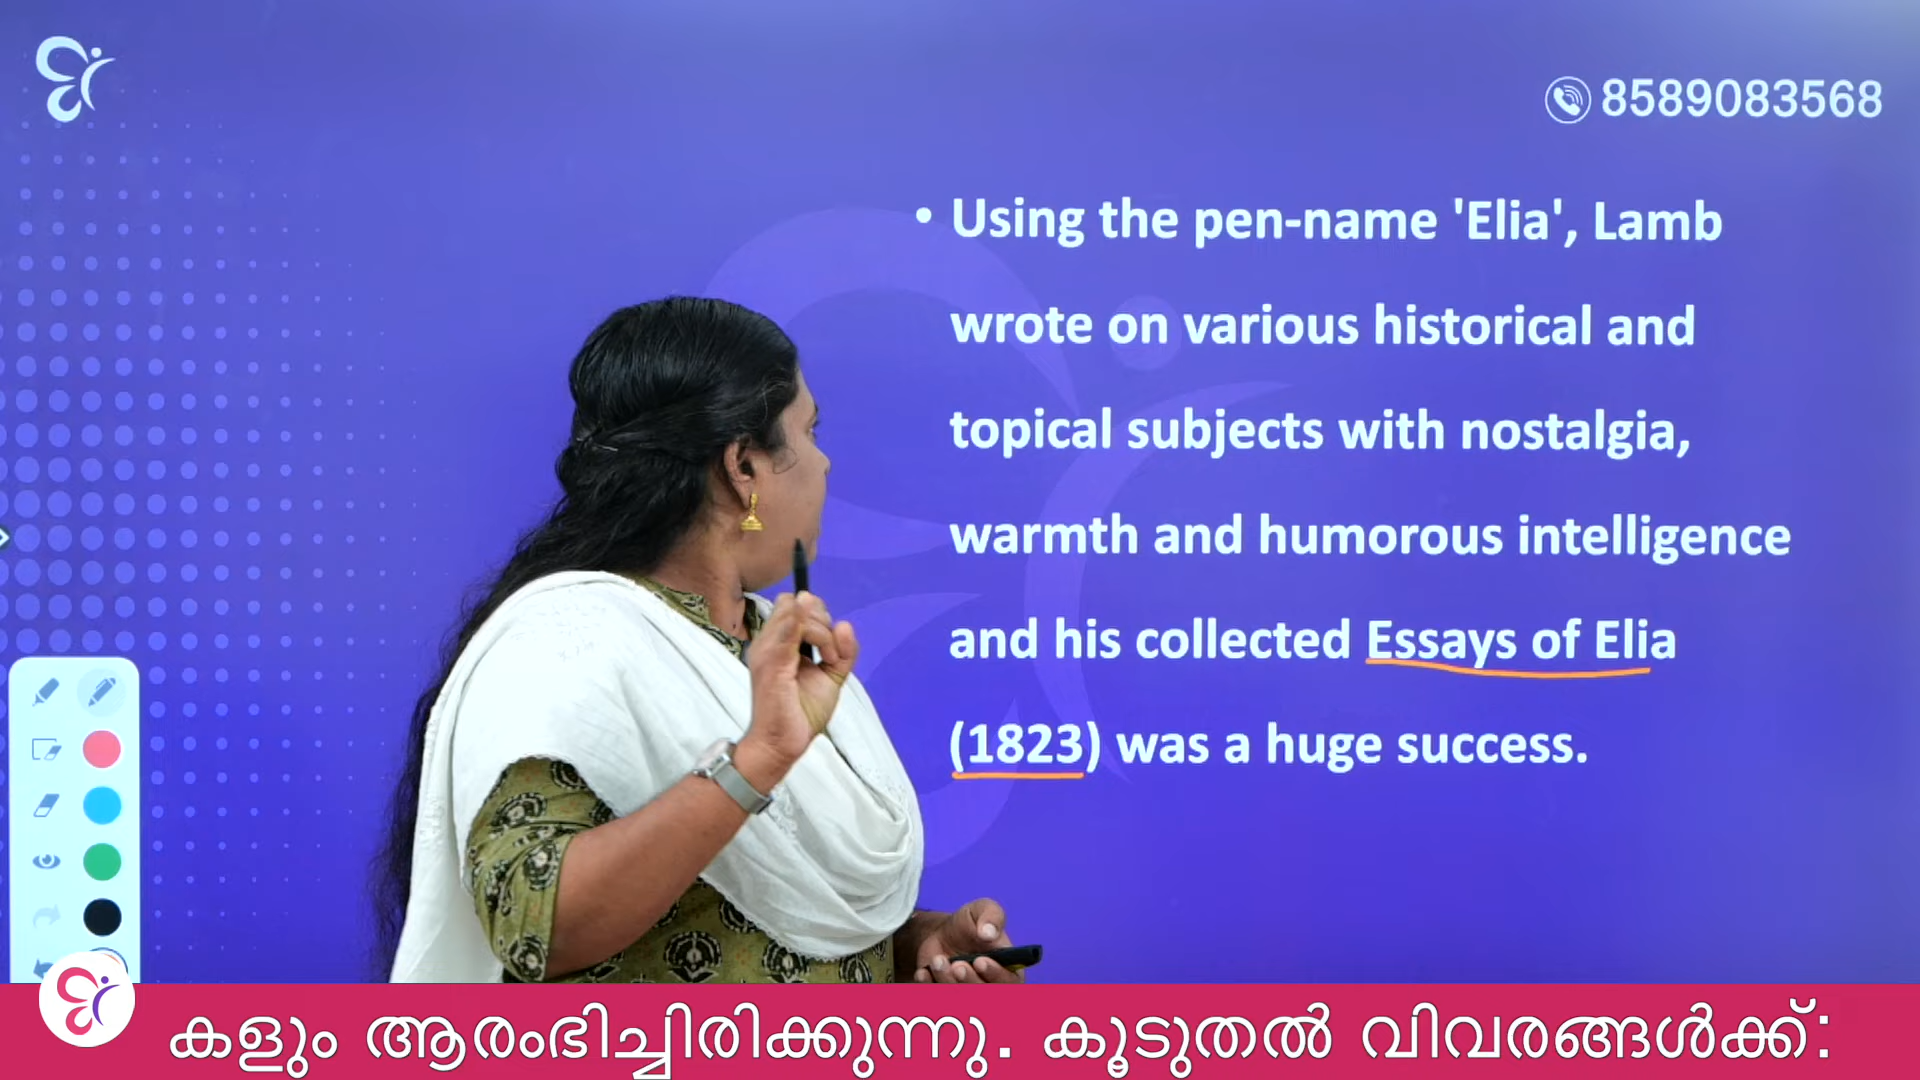 8589083568
• Using the pen-name 'Elia', Lamb
wrote on various historical and
topical subjects with nostalgia,
warmth and humorous intelligence
and his collected Essays of Elia
(1823) was a huge success.
കളും ആരംഭിച്ചിരിക്കുന്നു. കൂടുതൽ വിവരങ്ങൾക്ക്: